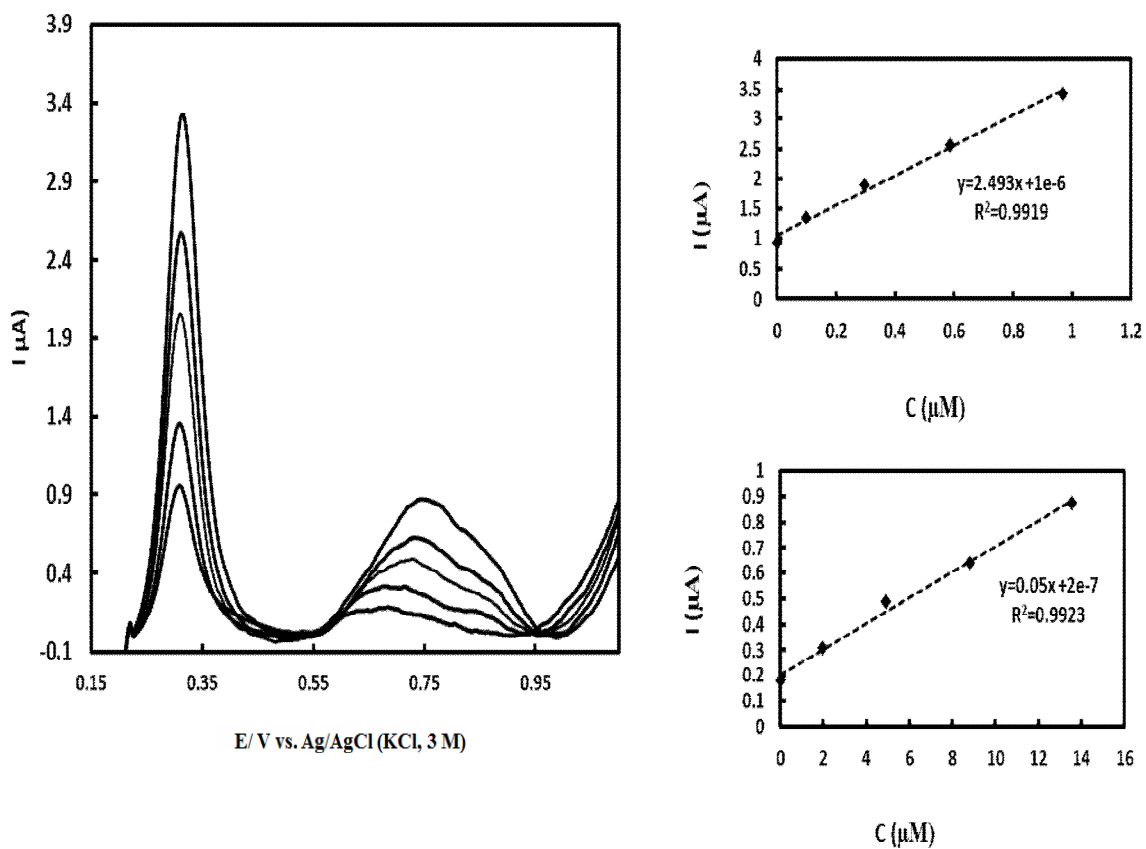 3.9
3.4
2.9
2.4
1.9
1.4
0.9
0.4
-0.1
I µA)
0.15 0.35 0.55 0.75 0.95
E/ V vs. Ag/AgCl (KCl, 3 M)
4
3.5
3
2.5
2
1.5
1
0.5
0
I (µA)
y=2.493x+1e-6
R²=0.9919
0 0.2 0.4 0.6 0.8 1 1.2
C (µM)
1
0.9
0.8
0.7
0.6
0.5
0.4
0.3
0.2
0.1
0
I (µA)
y=0.05x+2e-7
R²=0.9923
0 2 4 6 8 10 12 14 16
C (µM)